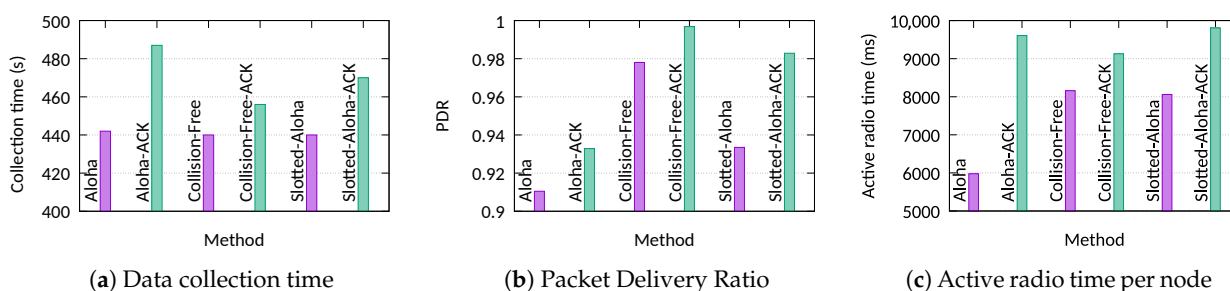 500
480
460
440
420
400
Collection time (s)
Aloha
Aloha-ACK
Collision-Free
Collision-Free-ACK
Slotted-Aloha
Slotted-Aloha-ACK
Method
(a) Data collection time
1
0.98
0.96
0.94
0.92
0.9
PDR
Aloha
Aloha-ACK
Collision-Free
Collision-Free-ACK
Slotted-Aloha
Slotted-Aloha-ACK
Method
(b) Packet Delivery Ratio
10,000
9000
8000
7000
6000
5000
Active radio time (ms)
Aloha
Aloha-ACK
Collision-Free
Collision-Free-ACK
Slotted-Aloha
Slotted-Aloha-ACK
Method
(c) Active radio time per node